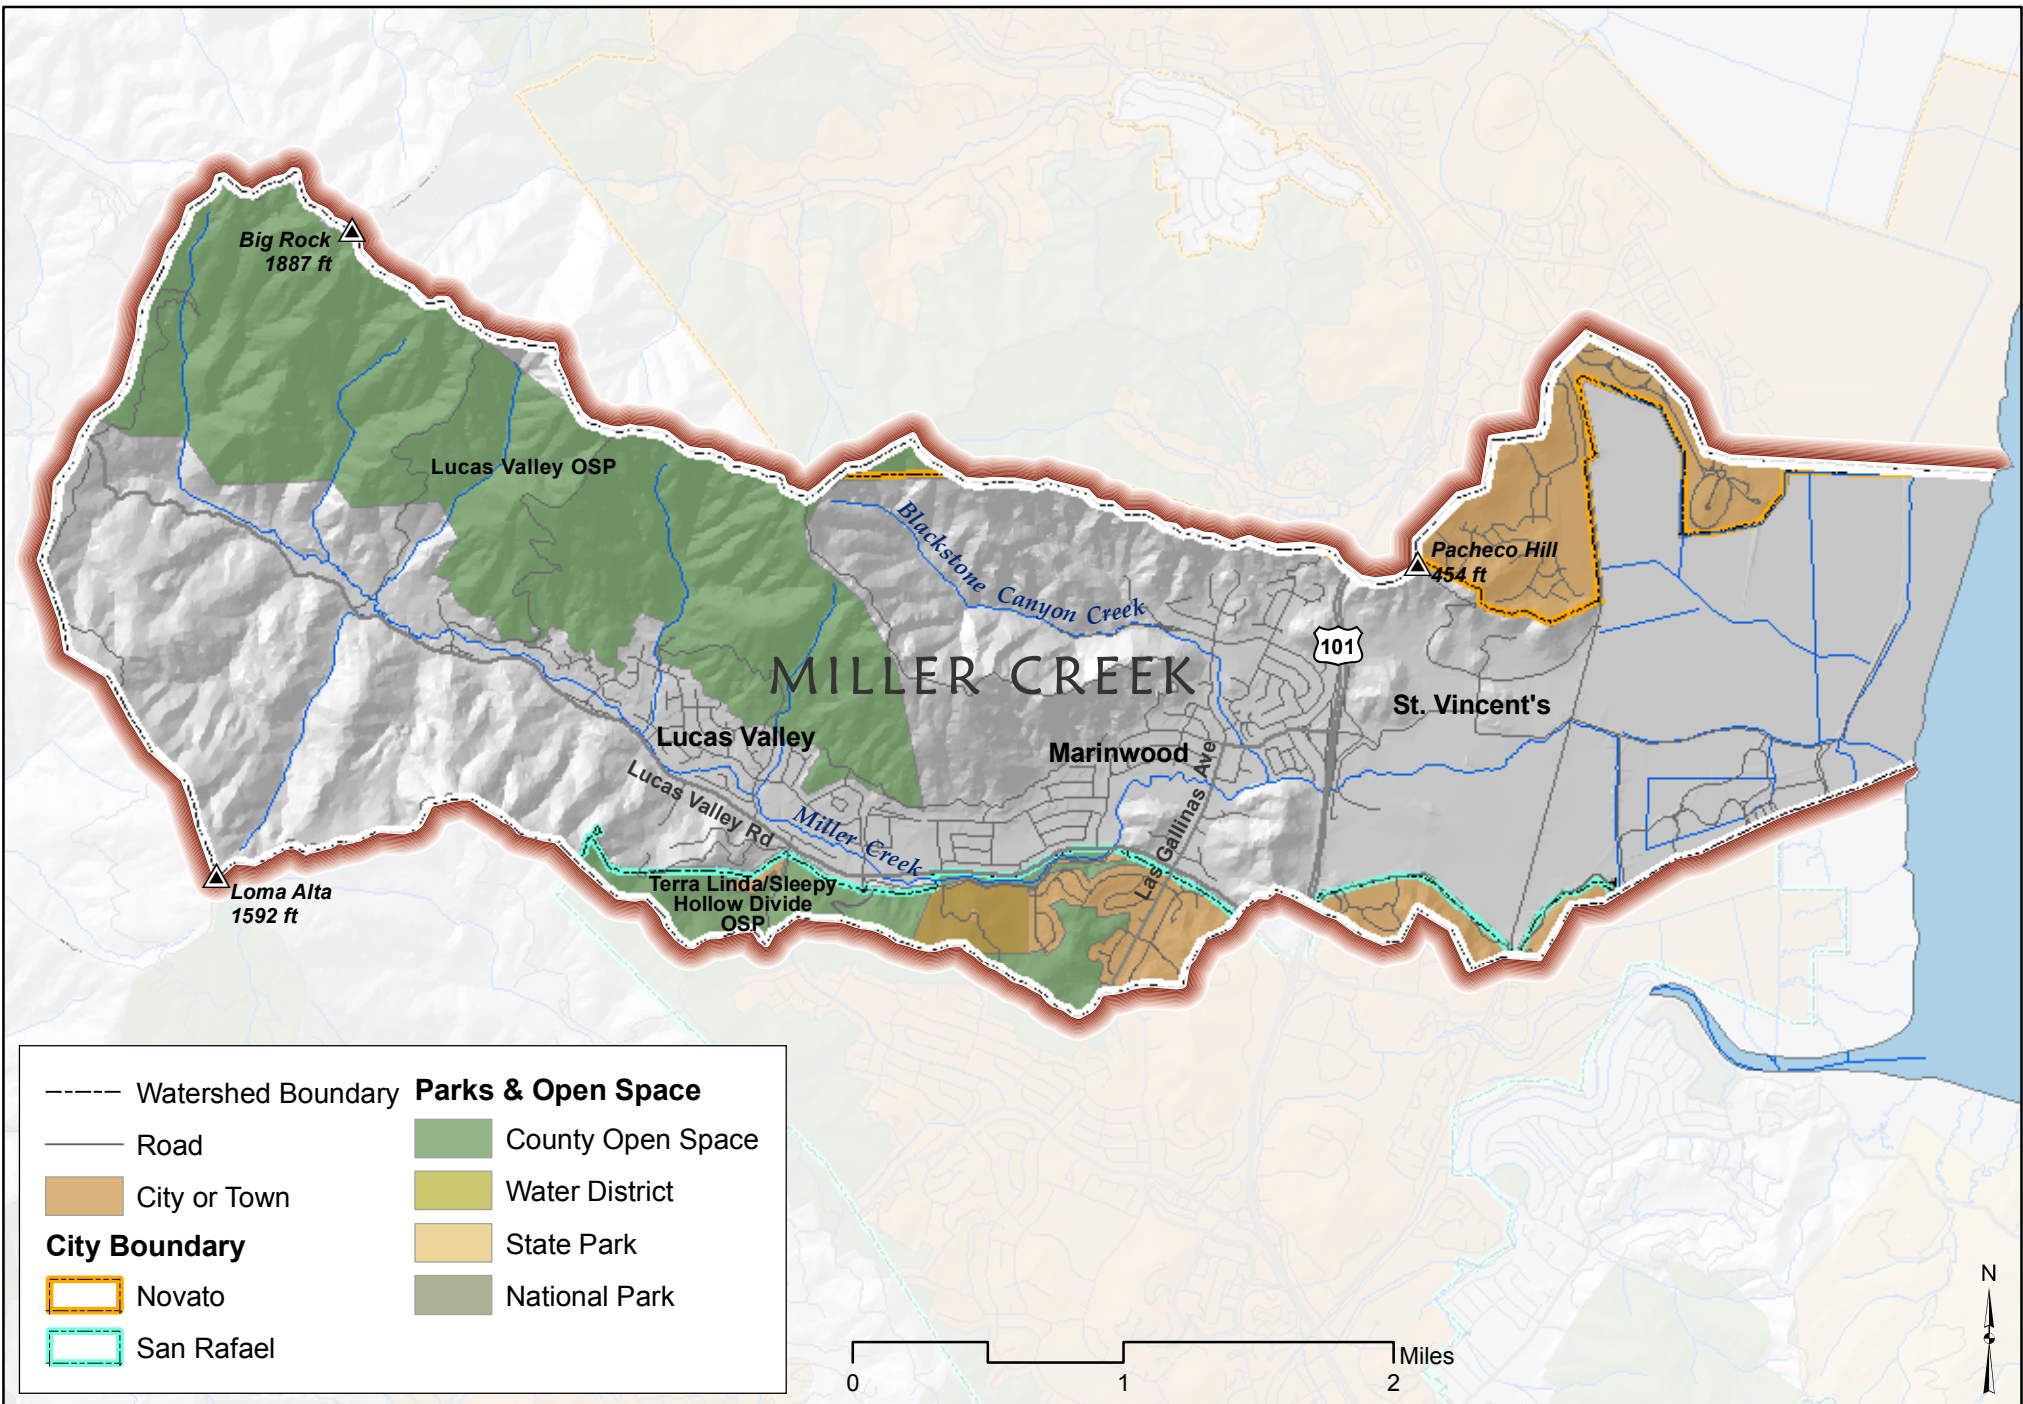 Big Rock
1887 ft
Lucas Valley OSP
Blackstone Canyon Creek
Pacheco Hill
454 ft
101
MILLER CREEK
St. Vincent's
Lucas Valley
Marinwood
Lucas Valley Rd
Miller Creek
Las Gallinas Ave
Loma Alta
1592 ft
Terra Linda/Sleepy
Hollow Divide
OSP
Watershed Boundary
Road
City or Town
City Boundary
Novato
San Rafael
Parks & Open Space
County Open Space
Water District
State Park
National Park
Miles
0 1 2
N